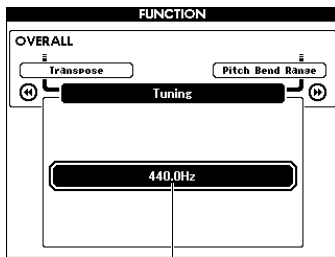 FUNCTION
OVERALL
Transpose
Pitch Bend Range
Tuning
440.0Hz